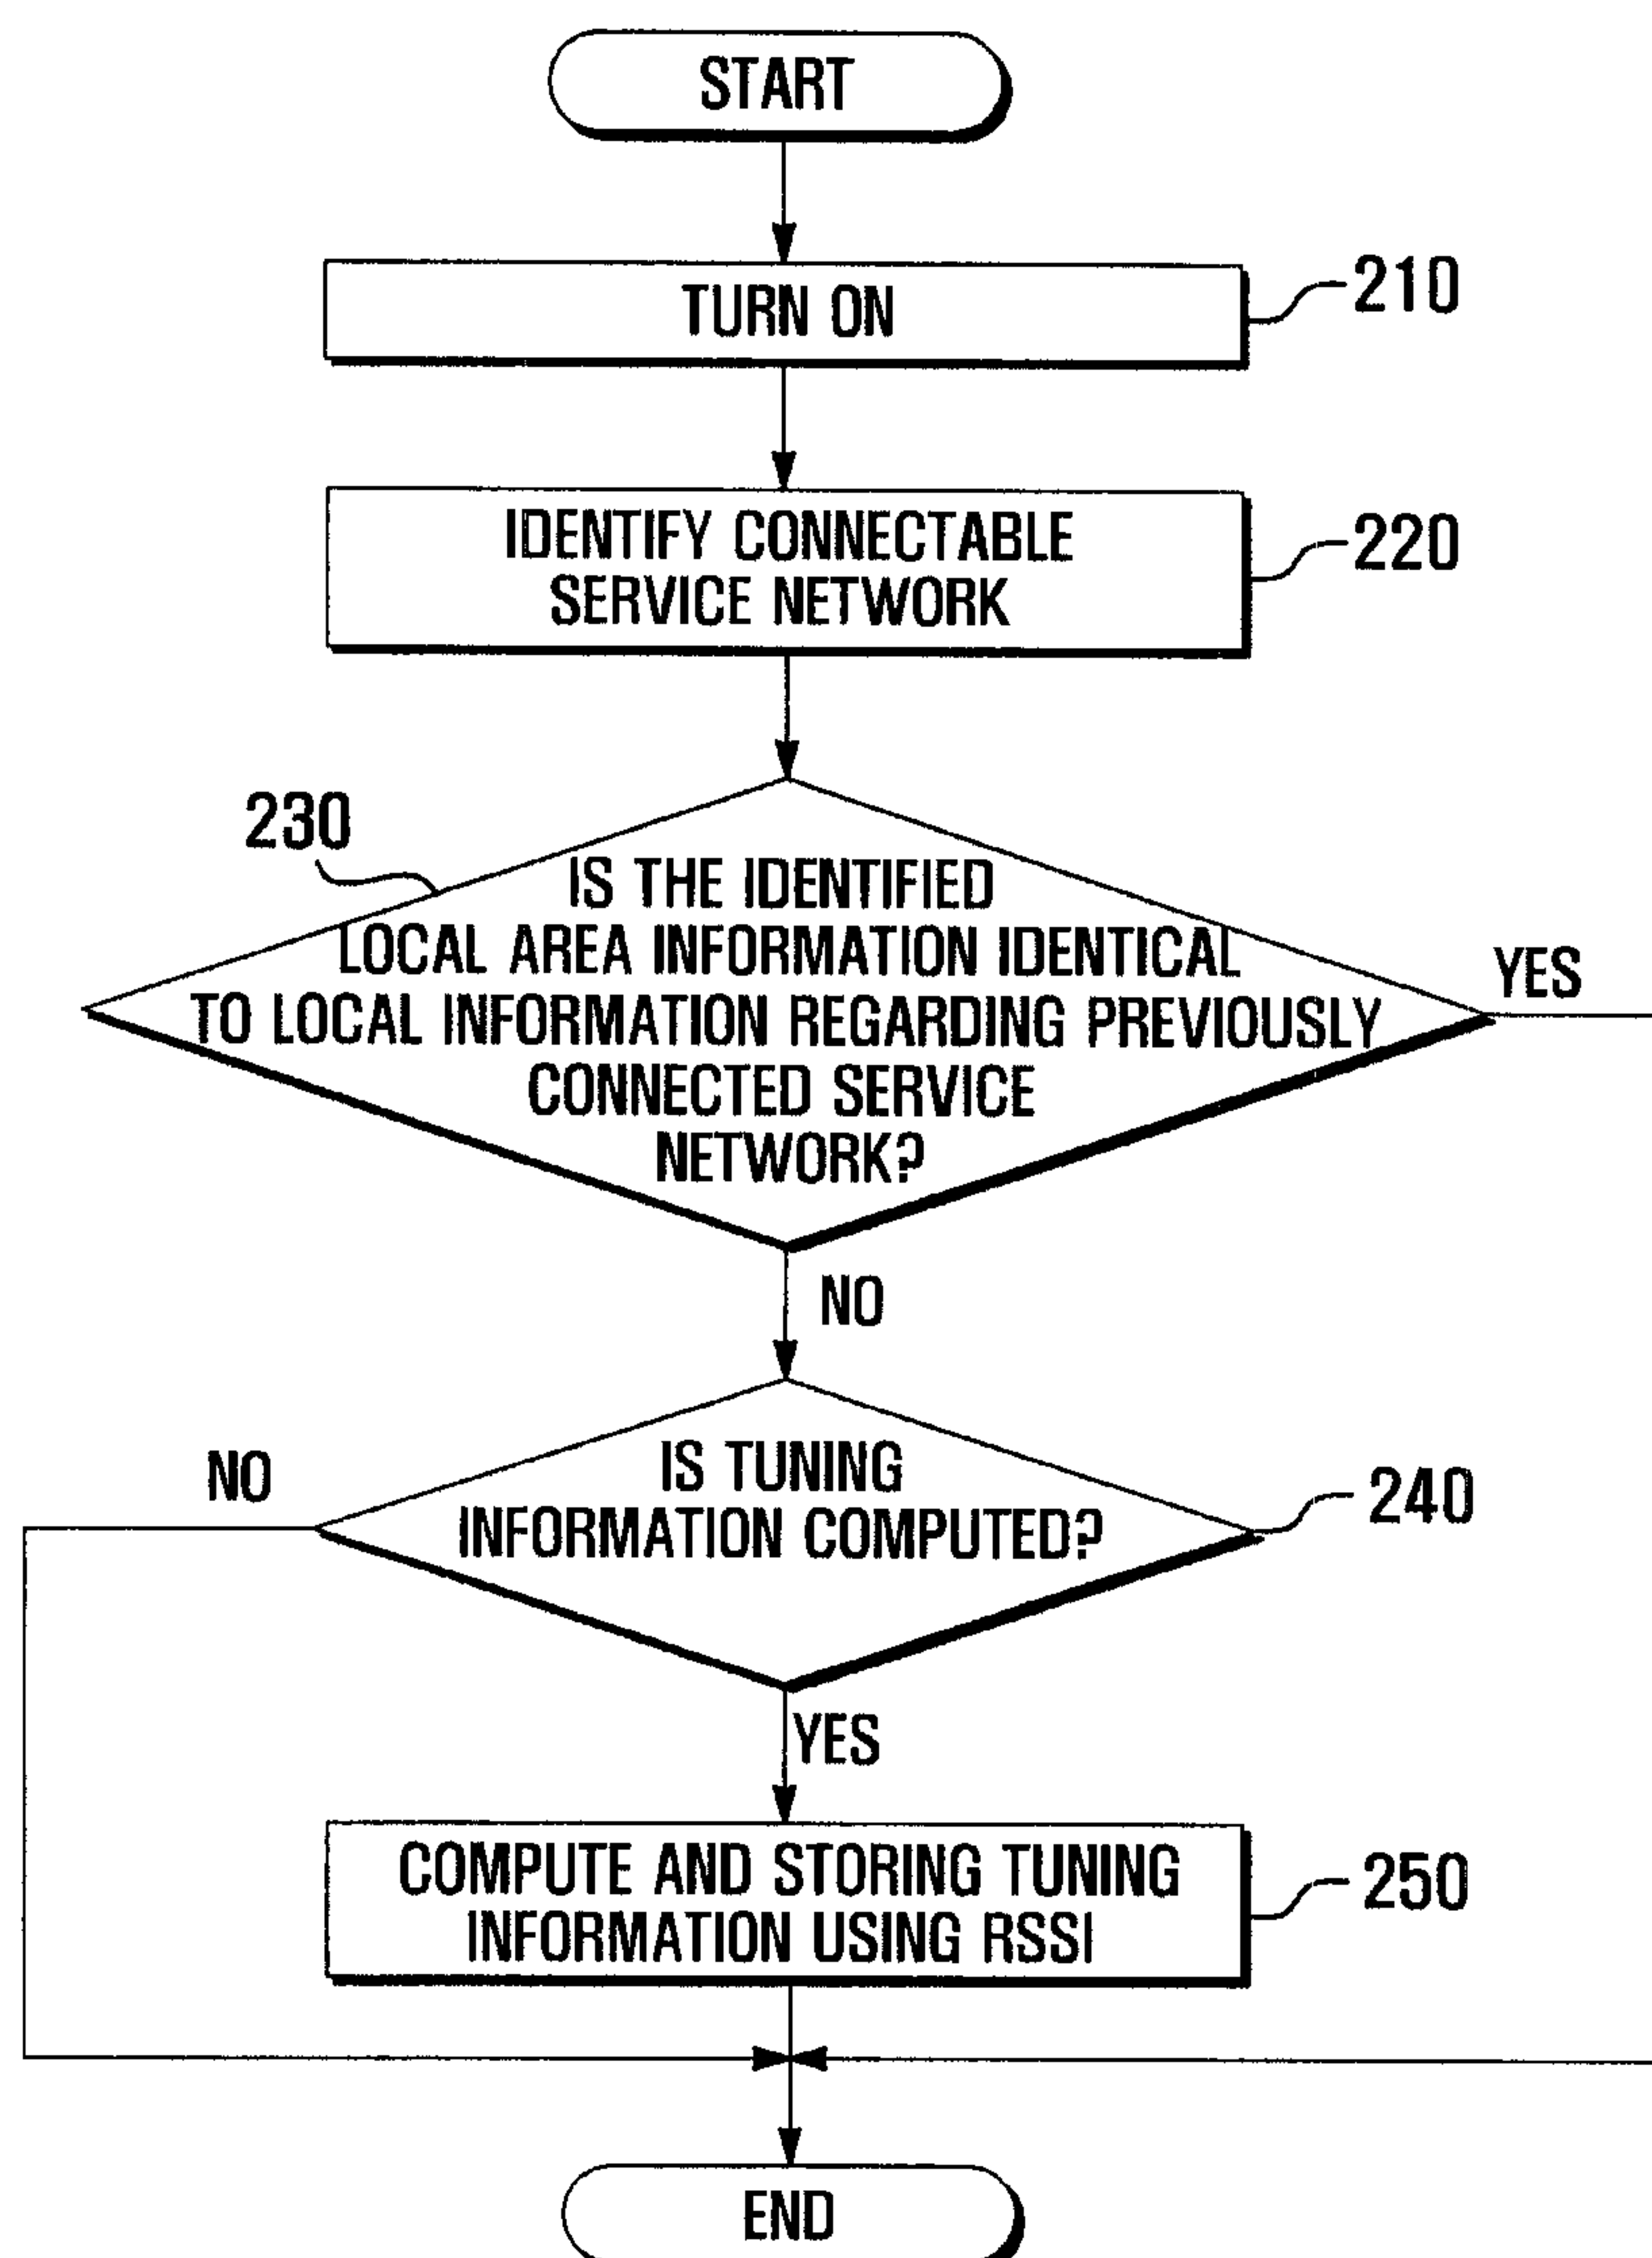 START
TURN ON
210
IDENTIFY CONNECTABLE
SERVICE NETWORK
220
230
IS THE IDENTIFIED
LOCAL AREA INFORMATION IDENTICAL
TO LOCAL INFORMATION REGARDING PREVIOUSLY
CONNECTED SERVICE
NETWORK?
YES
NO
NO
IS TUNING
INFORMATION COMPUTED?
240
YES
COMPUTE AND STORING TUNING
INFORMATION USING RSSI
250
END